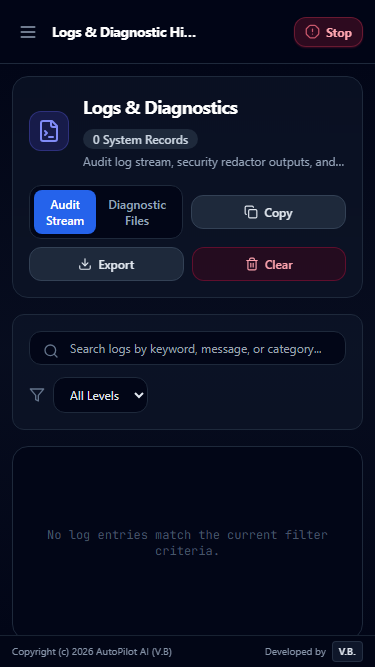 Logs & Diagnostic Hi...
Stop
Logs & Diagnostics
0 System Records
Audit log stream, security redactor outputs, and...
Audit
Stream
Diagnostic
Files
Copy
Export
Clear
Search logs by keyword, message, or category...
All Levels
No log entries match the current filter
criteria.
Copyright (c) 2026 AutoPilot AI (V.B)
Developed by V.B.